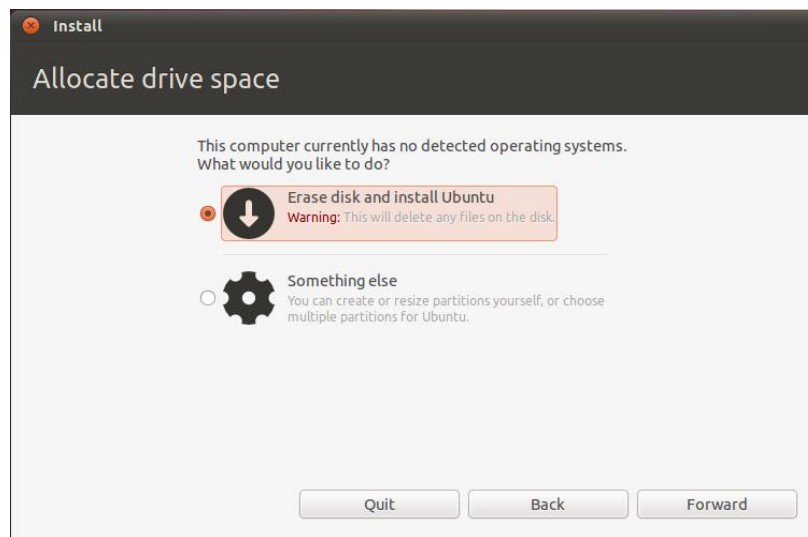 Install
Allocate drive space
This computer currently has no detected operating systems.
What would you like to do?
Erase disk and install Ubuntu
Warning: This will delete any files on the disk.
Something else
You can create or resize partitions yourself, or choose
multiple partitions for Ubuntu.
Quit Back Forward